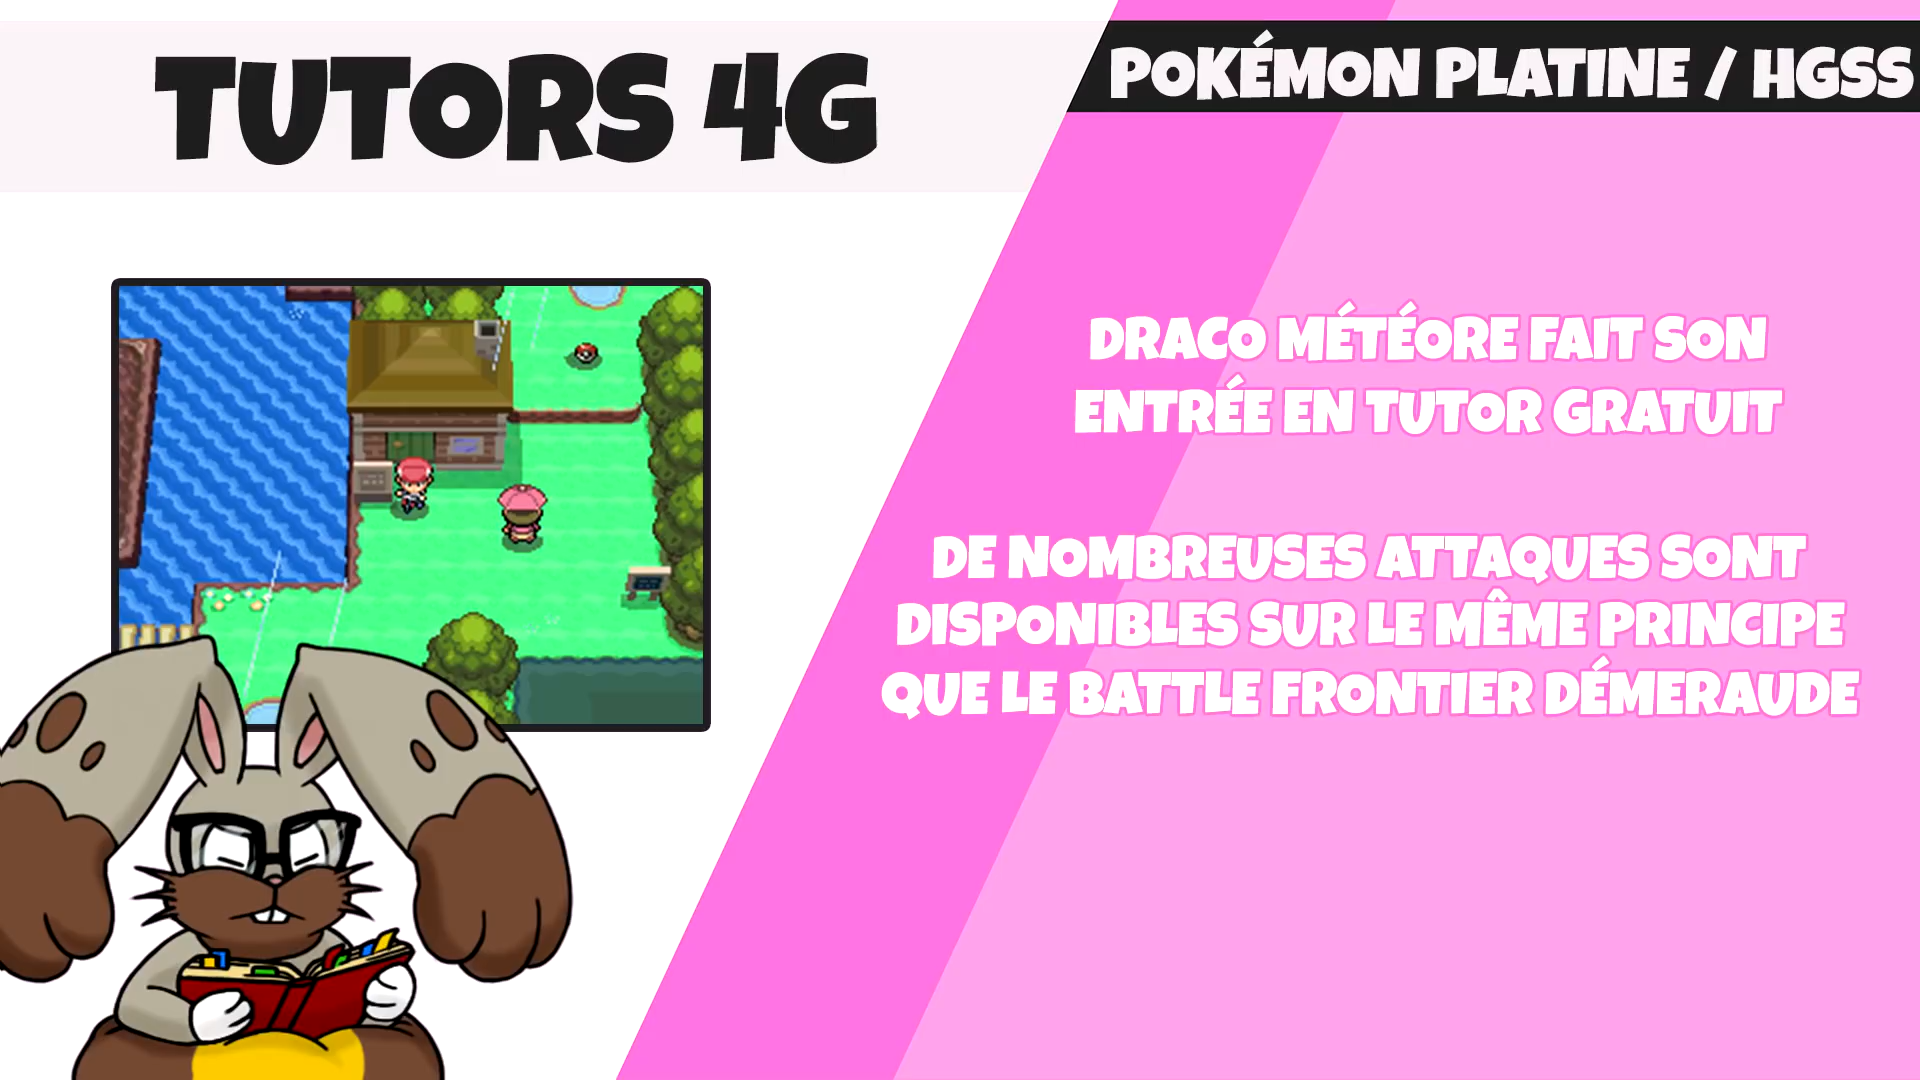 TUTORS 4G
POKÉMON PLATINE / HGSS
DRACO MÉTÉORE FAIT SON
ENTRÉE EN TUTOR GRATUIT
DE NOMBREUSES ATTAQUES SONT
DISPONIBLES SUR LE MÊME PRINCIPE
QUE LE BATTLE FRONTIER DÉMERAUDE